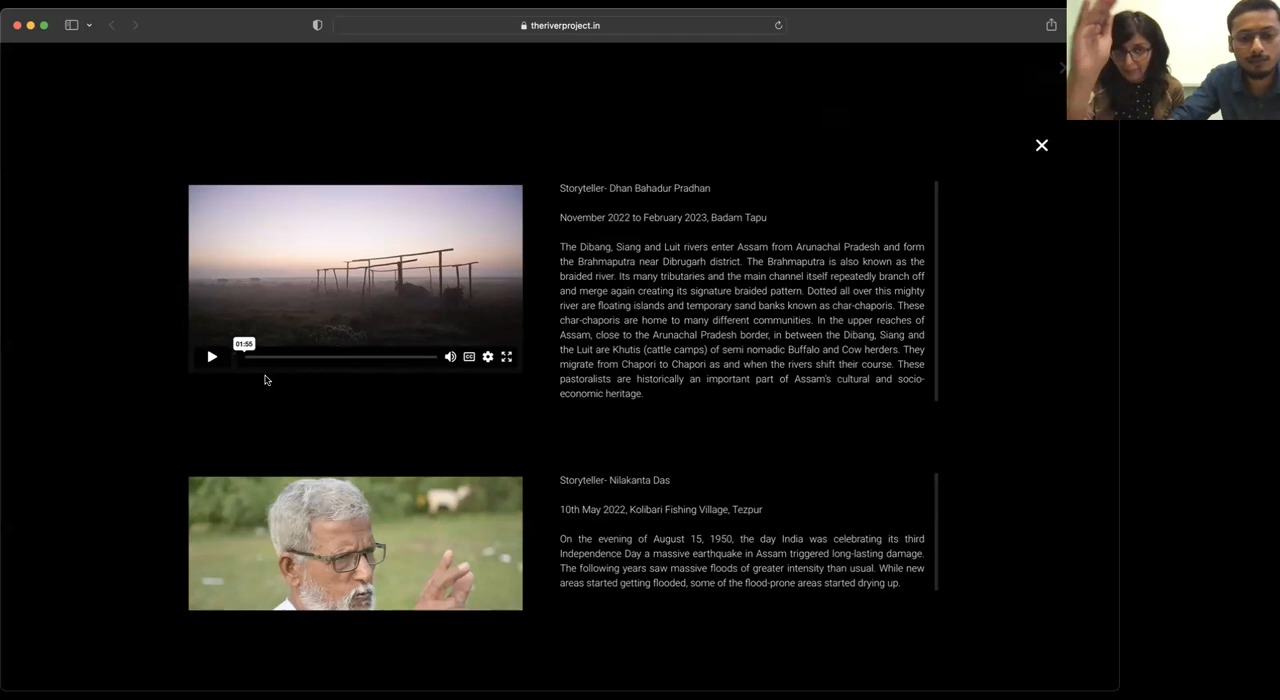 theriverproject.in
Storyteller- Dhan Bahadur Pradhan
November 2022 to February 2023, Badam Tapu
The Dibang, Siang and Luit rivers enter Assam from Arunachal Pradesh and form
the Brahmaputra near Dibrugarh district. The Brahmaputra is also known as the
braided river. Its many tributaries and the main channel itself repeatedly branch off
and merge again creating its signature braided pattern. Dotted all over this mighty
river are floating islands and temporary sand banks known as char-chaporis. These
char-chaporis are home to many different communities. In the upper reaches of
Assam, close to the Arunachal Pradesh border, in between the Dibang, Siang and
the Luit are Khutis (cattle camps) of semi nomadic Buffalo and Cow herders. They
migrate from Chapori to Chapori as and when the rivers shift their course. These
pastoralists are historically an important part of Assam's cultural and socio-
economic heritage.
01:55
CC
Storyteller- Nilakanta Das
10th May 2022, Kolibari Fishing Village, Tezpur
On the evening of August 15, 1950, the day India was celebrating its third
Independence Day a massive earthquake in Assam triggered long-lasting damage.
The following years saw massive floods of greater intensity than usual. While new
areas started getting flooded, some of the flood-prone areas started drying up.